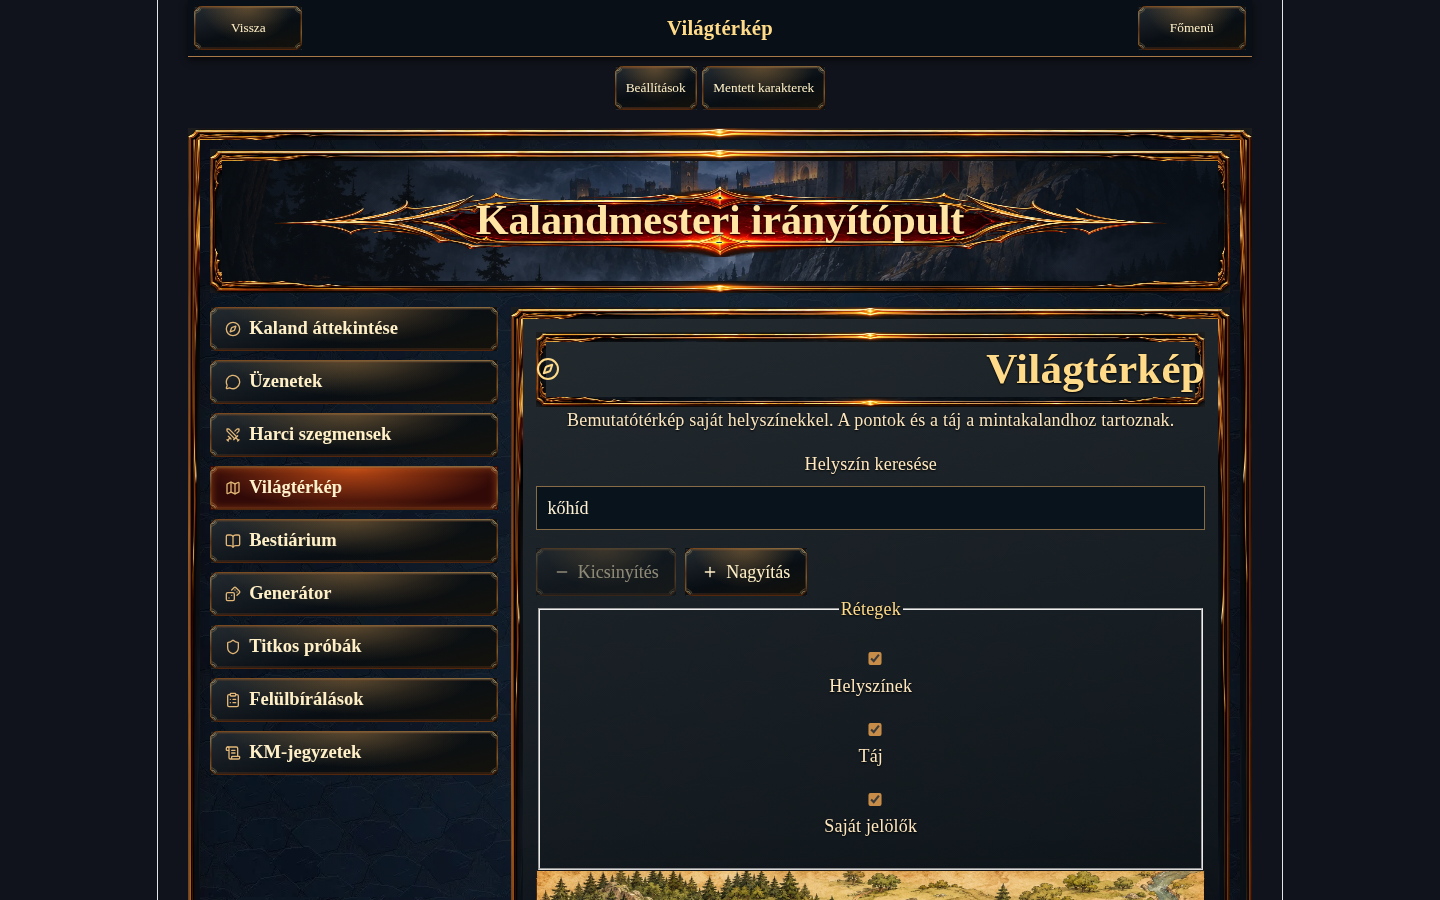 Vissza
Világtérkép
Főmenü
Beállítások
Mentett karakterek
Kalandmesteri irányítópult
Kaland áttekintése
Üzenetek
Harci szegmensek
Világtérkép
Bestiárium
Generátor
Titkos próbák
Felülbírálások
KM-jegyzetek
Világtérkép
Bemutatótérkép saját helyszínekkel. A pontok és a táj a mintakalandhoz tartoznak.
Helyszín keresése
kőhíd
Kicsinyítés
Nagyítás
Rétegek
Helyszínek
Táj
Saját jelölők